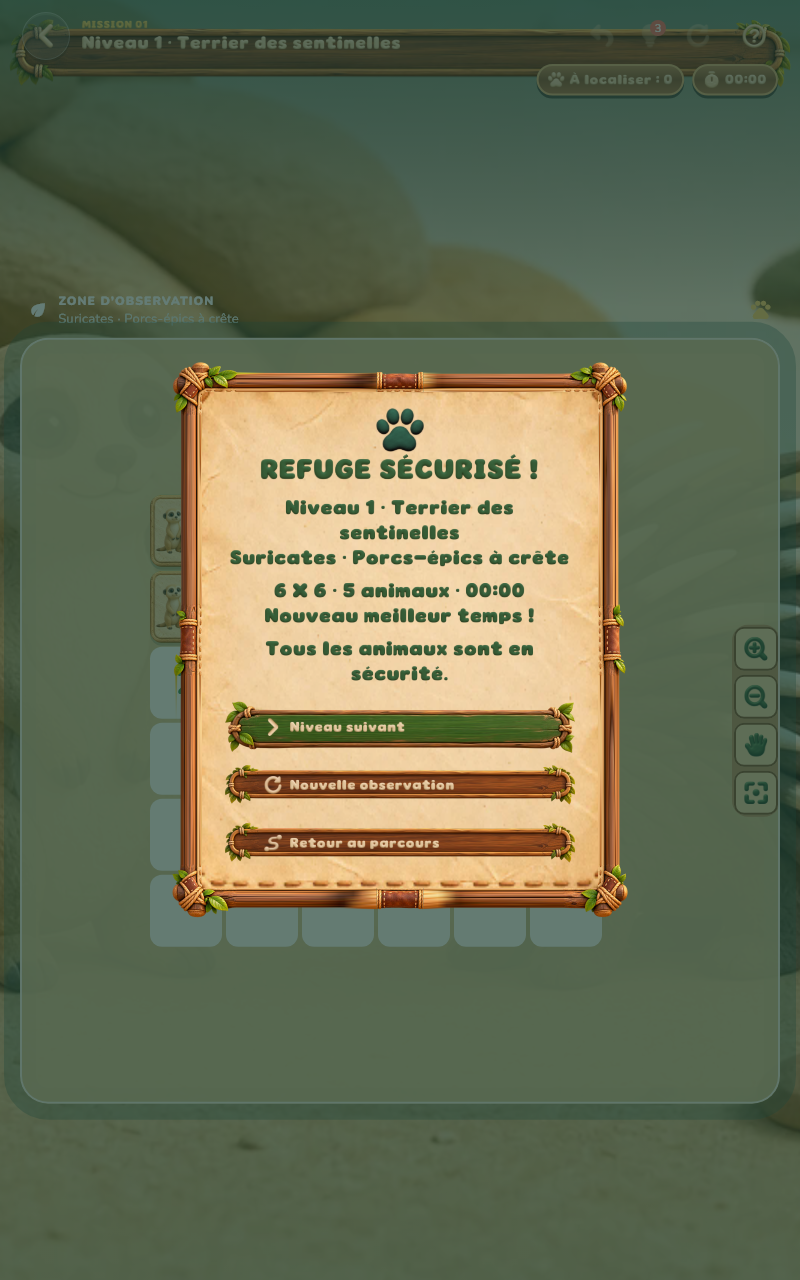 MISSION 01
Niveau 1 · Terrier des sentinelles
3
À localiser : 0
00:00
ZONE D'OBSERVATION
Suricates · Porcs-épics à crête
REFUGE SÉCURISÉ !
Niveau 1 · Terrier des
sentinelles
Suricates · Porcs-épics à crête
6 X 6 · 5 animaux · 00:00
Nouveau meilleur temps !
Tous les animaux sont en
sécurité.
Niveau suivant
Nouvelle observation
Retour au parcours